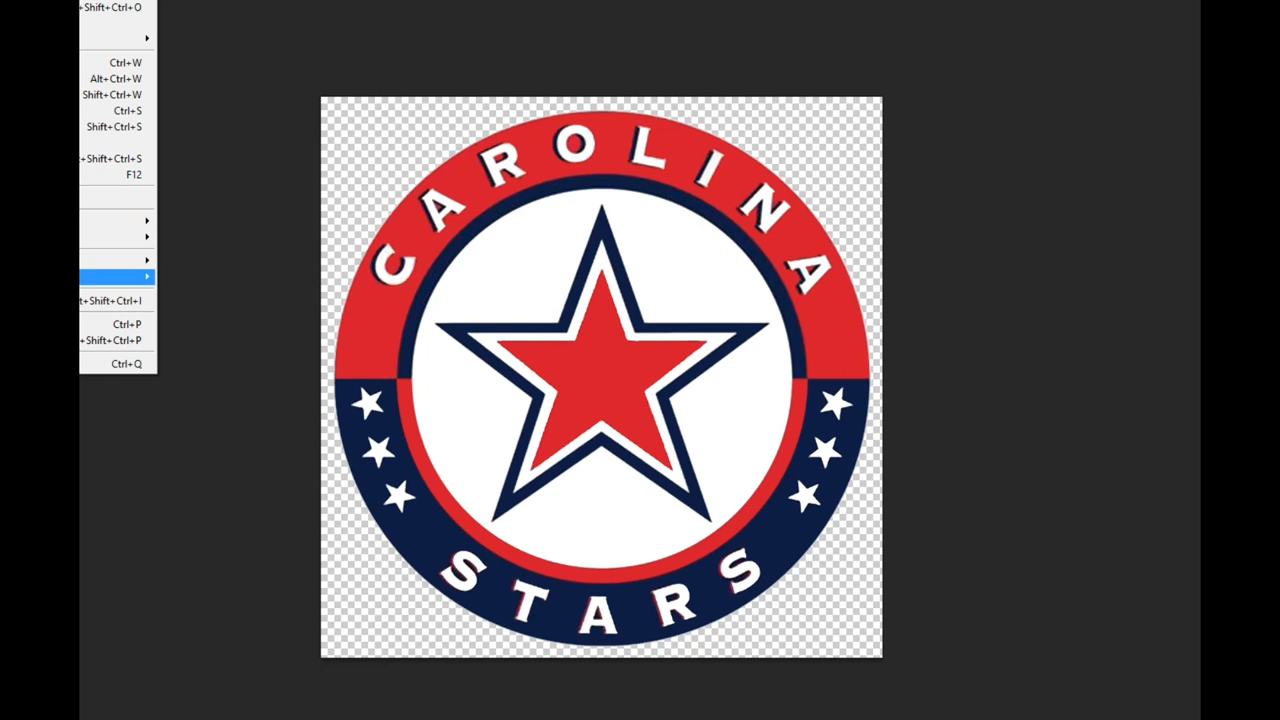 +Shift+Ctrl+O
Ctrl+W
Alt+Ctrl+W
Shift+Ctrl+W
Ctrl+S
Shift+Ctrl+S
+Shift+Ctrl+S
F12
t+Shift+Ctrl+I
Ctrl+P
+Shift+Ctrl+P
Ctrl+Q
CAROLINA
STARS